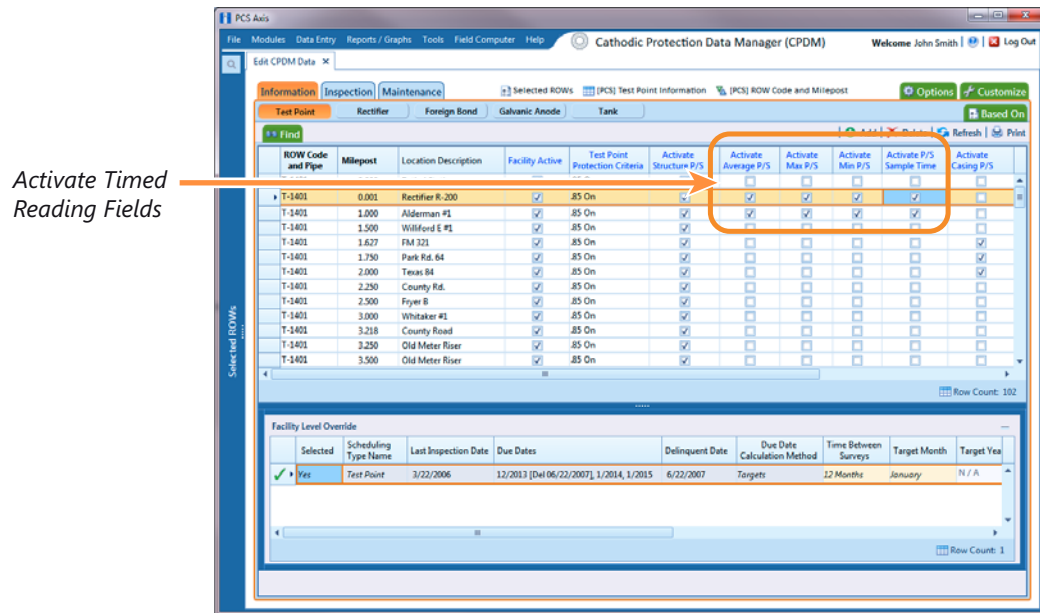 PCS Axis
File Modules Data Entry Reports / Graphs Tools Field Computer Help Cathodic Protection Data Manager (CPDM) Welcome John Smith | | Log Out
Edit CPDM Data
Information Inspection Maintenance Selected ROWs [PCS] Test Point Information [PCS] ROW Code and Milepost Options Customize
Test Point Rectifier Foreign Bond Galvanic Anode Tank Based On
Find | | Refresh | Print
ROW Code and Pipe Milepost Location Description Facility Active Test Point Protection Criteria Activate Structure P/S Activate Average P/S Activate Max P/S Activate Min P/S Activate P/S Sample Time Activate Casing P/S
Activate Timed
Reading Fields
T-1401 0.001 Rectifier R-200 .85 On
T-1401 1.000 Alderman #1 .85 On
T-1401 1.500 Williford E #1 .85 On
T-1401 1.627 FM 321 .85 On
T-1401 1.750 Park Rd. 64 .85 On
T-1401 2.000 Texas 84 .85 On
T-1401 2.250 County Rd. .85 On
T-1401 2.500 Fryer B .85 On
T-1401 3.000 Whitaker #1 .85 On
T-1401 3.218 County Road .85 On
T-1401 3.250 Old Meter Riser .85 On
T-1401 3.500 Old Meter Riser .85 On
Selected ROWs
Row Count: 102
Facility Level Override
Selected Scheduling Type Name Last Inspection Date Due Dates Delinquent Date Due Date Calculation Method Time Between Surveys Target Month Target Yea
Yes Test Point 3/22/2006 12/2013 [Del 06/22/2007], 1/2014, 1/2015 6/22/2007 Targets 12 Months January N / A
Row Count: 1